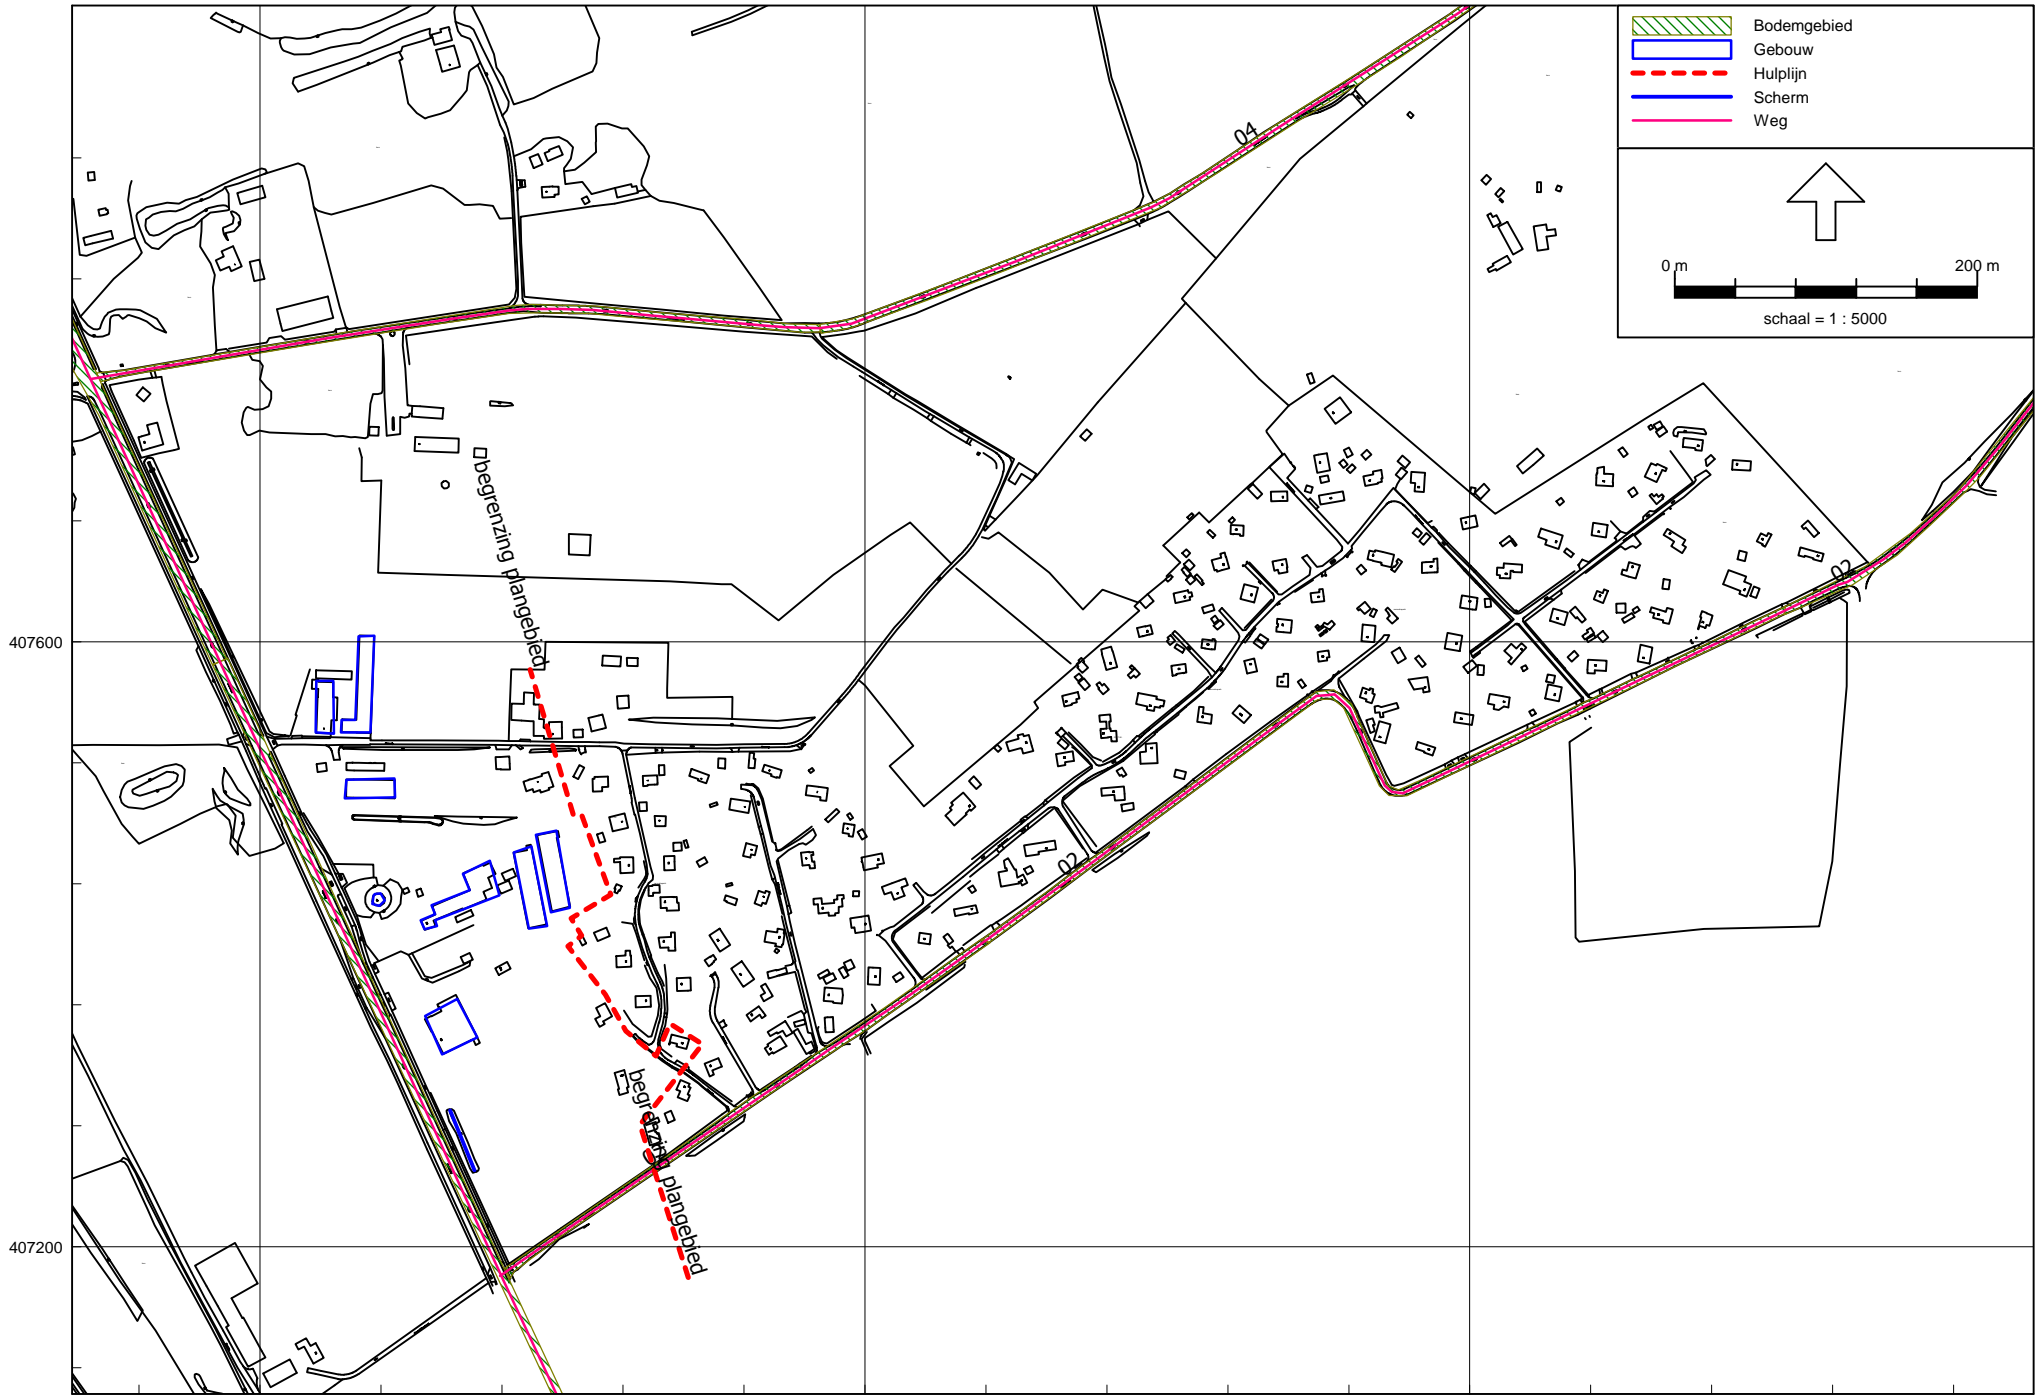 Bodemgebied
Gebouw
Hulplijn
Scherm
Weg
0 m 200 m
schaal = 1 : 5000
04
02
begrenzing plangebied
407600
02
begrenzing plangebied
407200